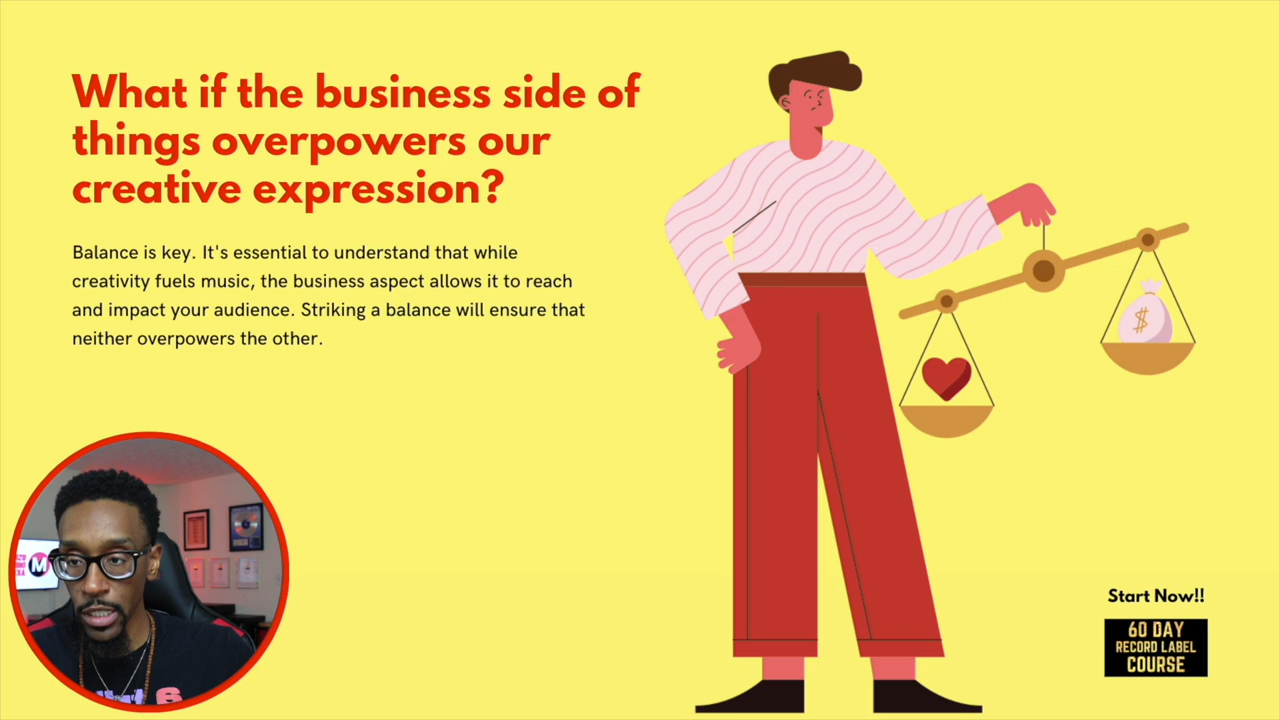 What if the business side of
things overpowers our
creative expression?
Balance is key. It's essential to understand that while
creativity fuels music, the business aspect allows it to reach
and impact your audience. Striking a balance will ensure that
neither overpowers the other.
$
M
Start Now!!
60 DAY
RECORD LABEL
COURSE